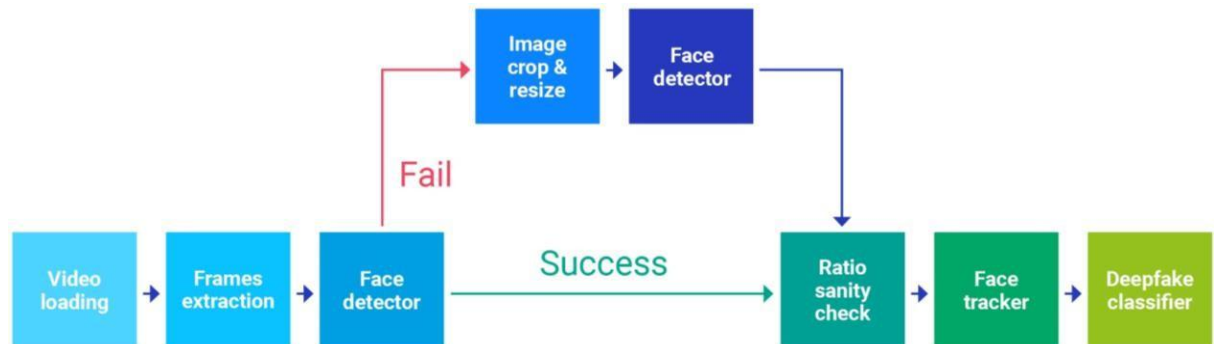 Image
crop &
resize
Face
detector
Fail
Success
Video
loading
Frames
extraction
Face
detector
Ratio
sanity
check
Face
tracker
Deepfake
classifier